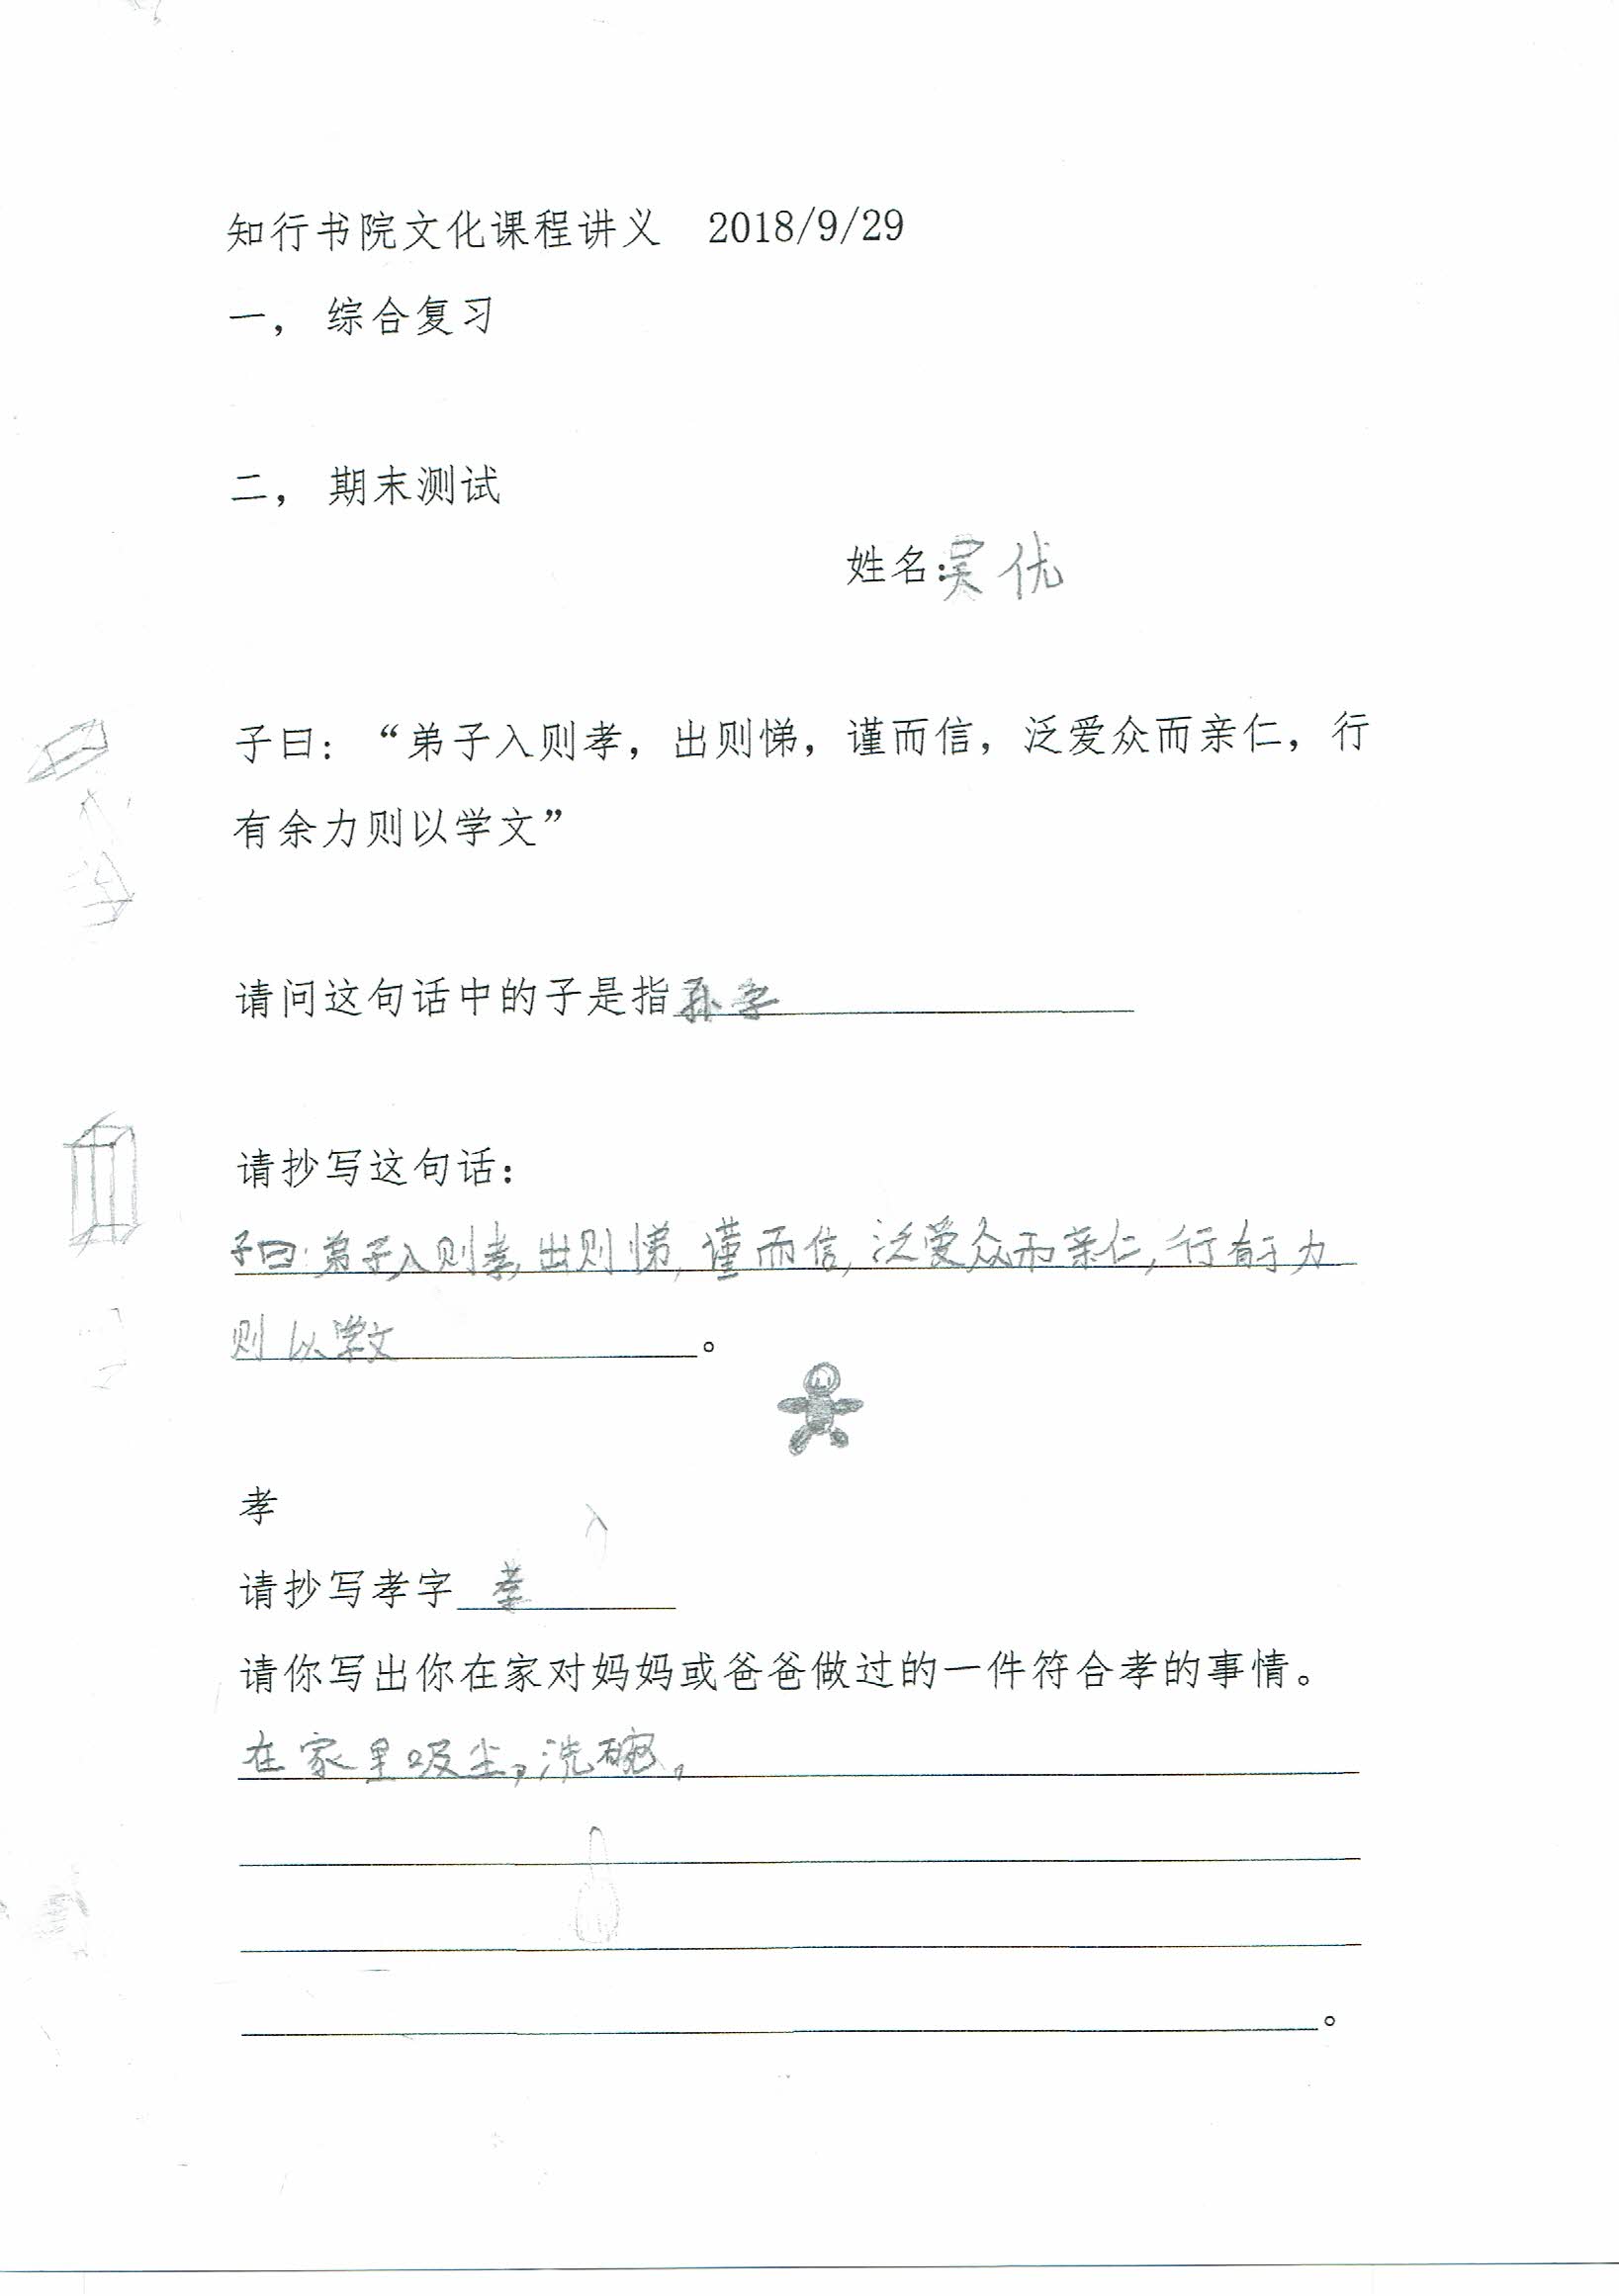 知行书院文化课程讲义 2018/9/29
一， 综合复习
二， 期末测试
姓名:吴优
子曰：“弟子入则孝，出则悌，谨而信，泛爱众而亲仁，行
有余力则以学文”
请问这句话中的子是指孙字
请抄写这句话：
子曰:弟子入则孝,出则悌,谨而信,泛爱众而亲仁,行有于力
则以学文。
孝
请抄写孝字 孝
请你写出你在家对妈妈或爸爸做过的一件符合孝的事情。
在家里吸尘,洗碗,
。